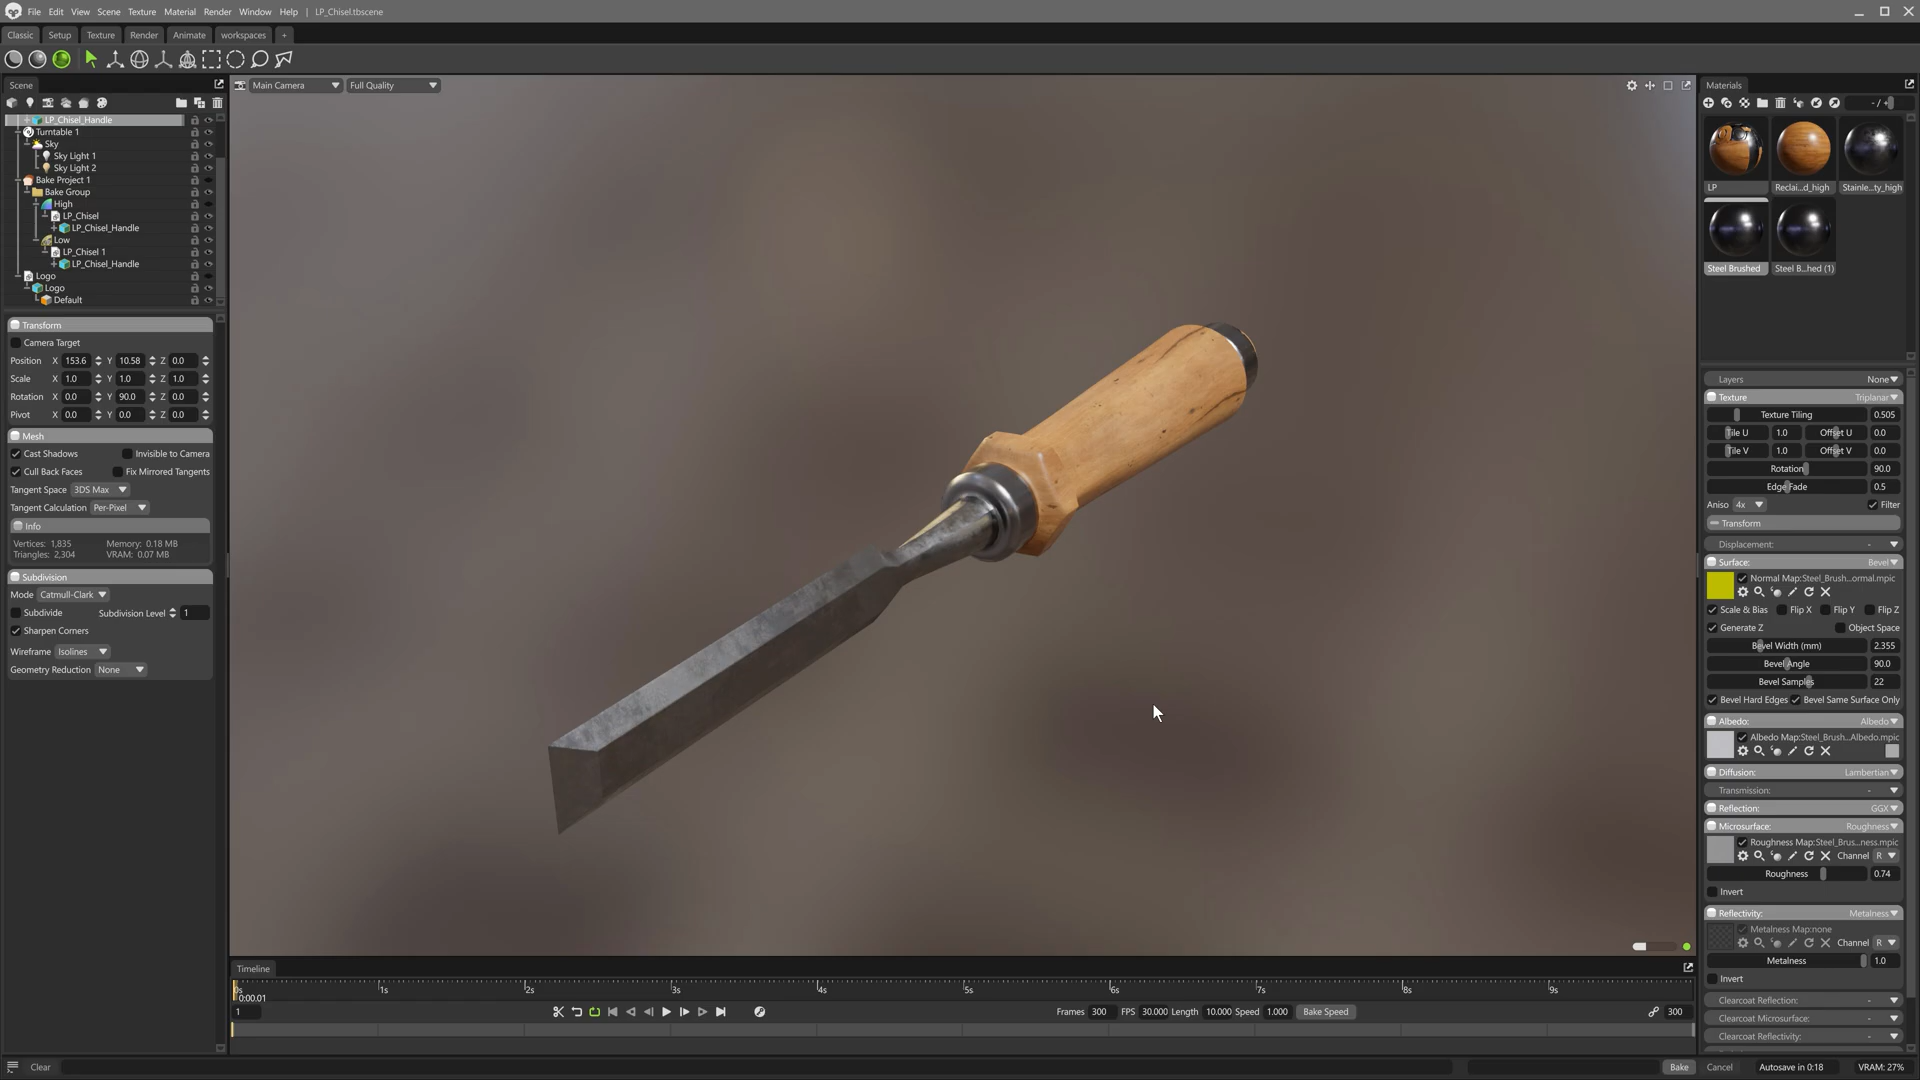 File Edit View Scene Texture Material Render Window Help | LP_Chisel.tbscene
Classic Setup Texture Render Animate workspaces +
Scene
Main Camera Full Quality
Materials
LP_Chisel_Handle
Turntable 1
Sky
Sky Light 1
Sky Light 2
Bake Project 1
Bake Group
High
LP_Chisel
LP_Chisel_Handle
Low
LP_Chisel 1
LP_Chisel_Handle
Logo
Logo
Default
Transform
Camera Target
Position X 153.6 Y 10.58 Z 0.0
Scale X 1.0 Y 1.0 Z 1.0
Rotation X 0.0 Y 90.0 Z 0.0
Pivot X 0.0 Y 0.0 Z 0.0
Mesh
Cast Shadows Invisible to Camera
Cull Back Faces Fix Mirrored Tangents
Tangent Space 3DS Max
Tangent Calculation Per-Pixel
Info
Vertices: 1,835 Memory: 0.18 MB
Triangles: 2,304 VRAM: 0.07 MB
Subdivision
Mode Catmull-Clark
Subdivide Subdivision Level 1
Sharpen Corners
Wireframe Isolines
Geometry Reduction None
- / +
LP Reclai...d_high Stainle...ty_high
Steel Brushed Steel B...hed (1)
Layers None
Texture Triplanar
Texture Tiling 0.505
Tile U 1.0 Offset U 0.0
Tile V 1.0 Offset V 0.0
Rotation 90.0
Edge Fade 0.5
Aniso 4x Filter
Transform
Displacement: -
Surface: Bevel
Normal Map:Steel_Brush...ormal.mpic
Scale & Bias Flip X Flip Y Flip Z
Generate Z Object Space
Bevel Width (mm) 2.355
Bevel Angle 90.0
Bevel Samples 22
Bevel Hard Edges Bevel Same Surface Only
Albedo: Albedo
Albedo Map:Steel_Brush...Albedo.mpic
Diffusion: Lambertian
Transmission: -
Reflection: GGX
Microsurface: Roughness
Roughness Map:Steel_Brus...ness.mpic
Channel R
Roughness 0.74
Invert
Reflectivity: Metalness
Metalness Map:none
Channel R
Metalness 1.0
Invert
Clearcoat Reflection: -
Clearcoat Microsurface: -
Clearcoat Reflectivity: -
Timeline
0s 1s 2s 3s 4s 5s 6s 7s 8s 9s
0:00.01
1 Frames 300 FPS 30.000 Length 10.000 Speed 1.000 Bake Speed 300
Clear Bake Cancel Autosave in 0:18 VRAM: 27%